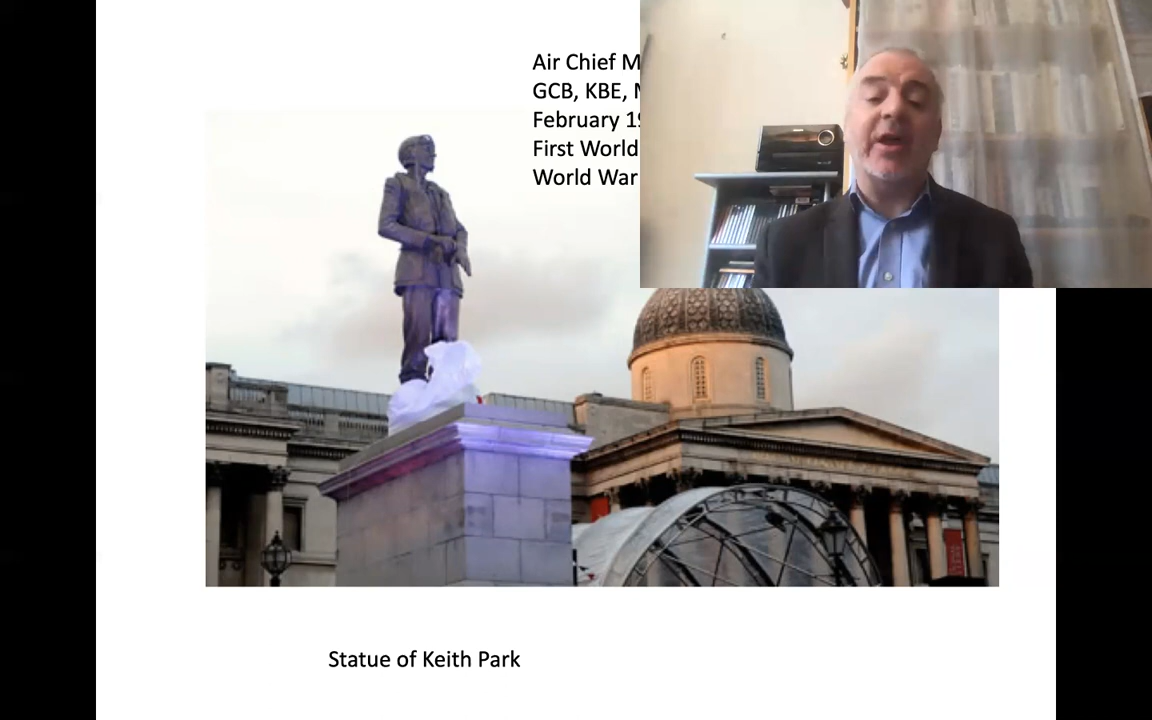 Air Chief M
GCB, KBE,
February 19
First World
World War
Statue of Keith Park